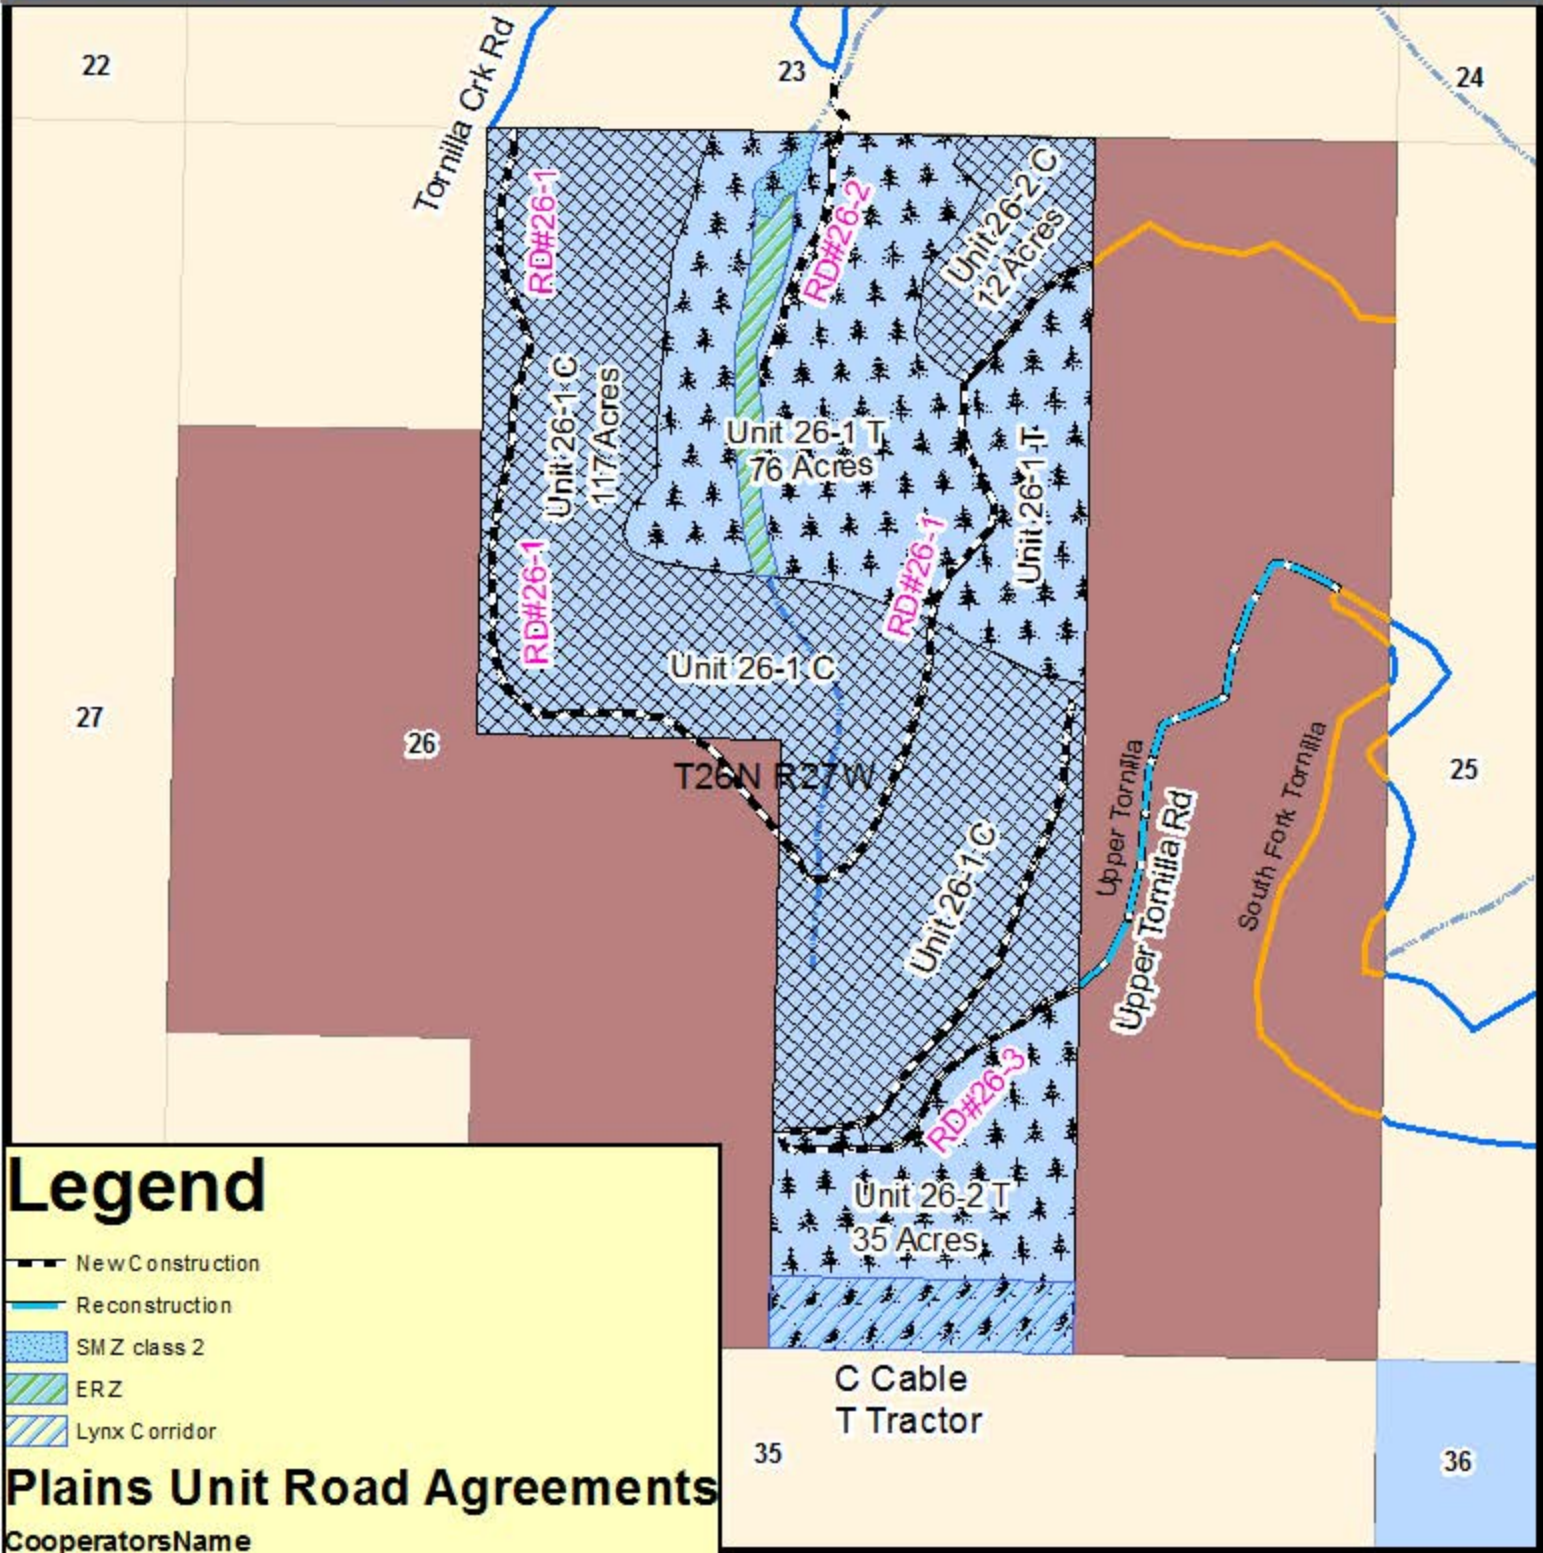 22
Tornilla Crk Rd
23
24
RD#26-1
RD#26-2
Unit 26-2 C
12 Acres
Unit 26-1 C
117 Acres
Unit 26-1 T
76 Acres
Unit 26-1 T
RD#26-1
RD#26-1
Unit 26-1 C
27
26
T26N R27W
25
Upper Tornilla
Upper Tornilla Rd
South Fork Tornilla
Unit 26-1 C
RD#26-3
Unit 26-2 T
35 Acres
C Cable
T Tractor
35
36
Legend
New Construction
Reconstruction
SMZ class 2
ERZ
Lynx Corridor
Plains Unit Road Agreements
CooperatorsName